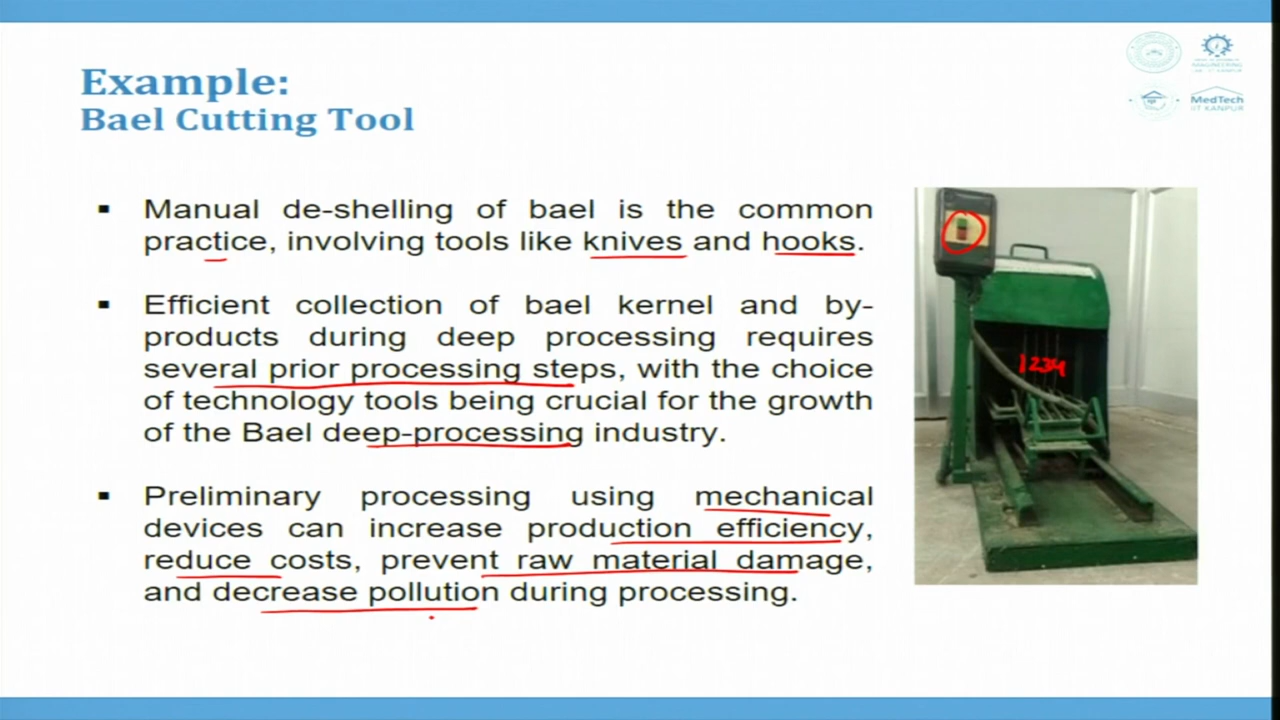 Example:
Bael Cutting Tool
▪ Manual de-shelling of bael is the common
practice, involving tools like knives and hooks.
▪ Efficient collection of bael kernel and by-
products during deep processing requires
several prior processing steps, with the choice
of technology tools being crucial for the growth
of the Bael deep-processing industry.
▪ Preliminary processing using mechanical
devices can increase production efficiency,
reduce costs, prevent raw material damage,
and decrease pollution during processing.
1234
MedTech
IIT KANPUR